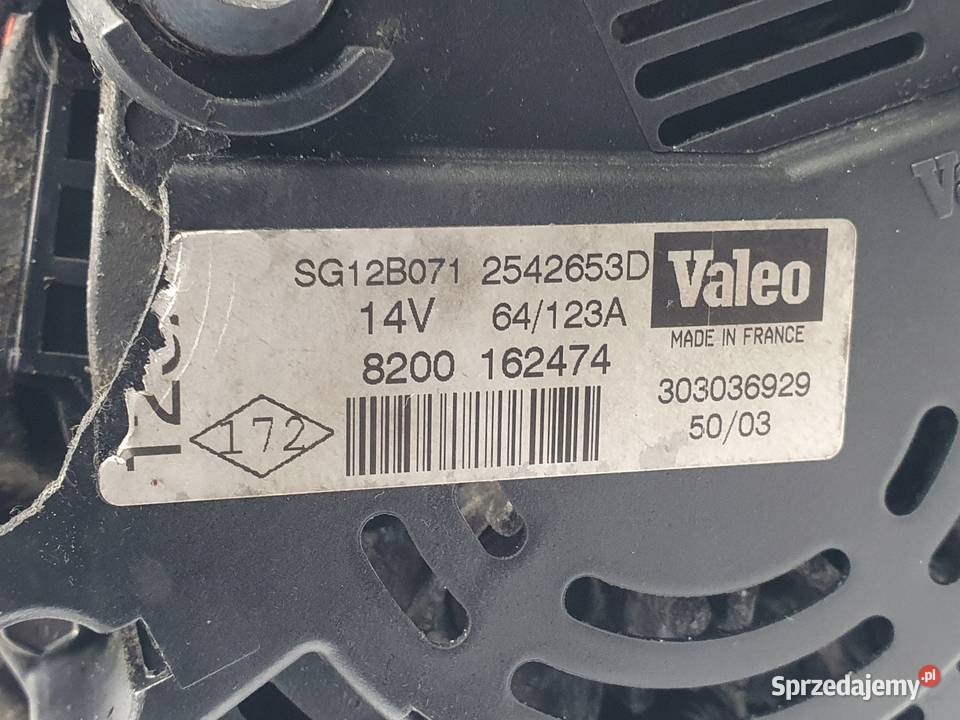 SG12B071 2542653D
14V 64/123A
8200 162474
172
Valeo
MADE IN FRANCE
303036929
50/03
Sprzedajemy.pl